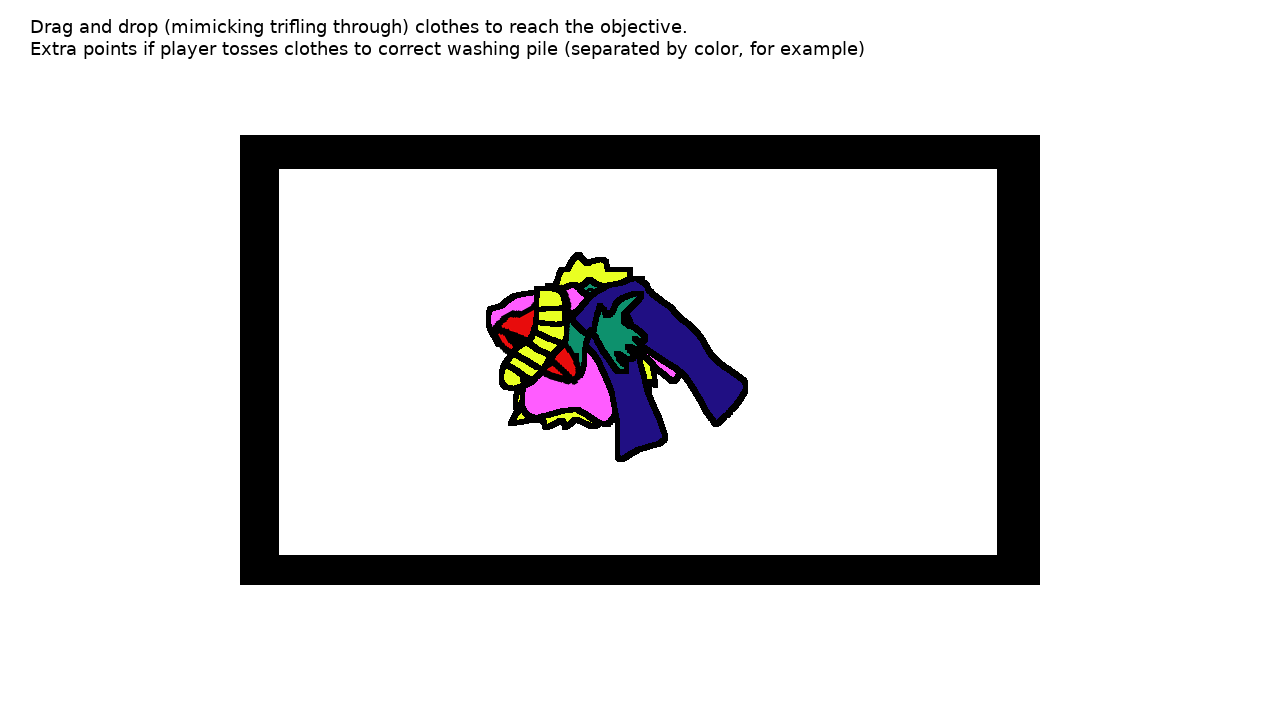 Drag and drop (mimicking trifling through) clothes to reach the objective.
Extra points if player tosses clothes to correct washing pile (separated by color, for example)